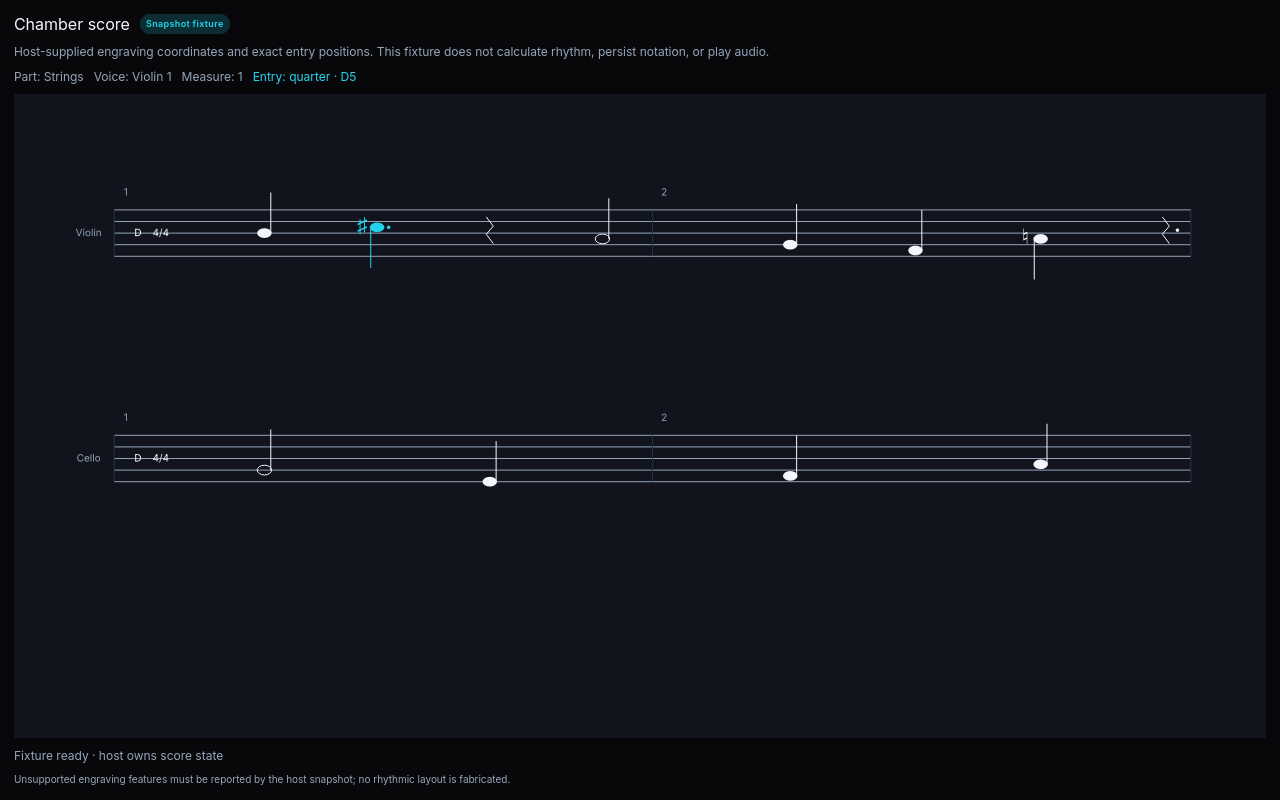 Chamber score Snapshot fixture
Host-supplied engraving coordinates and exact entry positions. This fixture does not calculate rhythm, persist notation, or play audio.
Part: Strings Voice: Violin 1 Measure: 1 Entry: quarter · D5
1 2
Violin D 4/4
1 2
Cello D 4/4
Fixture ready · host owns score state
Unsupported engraving features must be reported by the host snapshot; no rhythmic layout is fabricated.